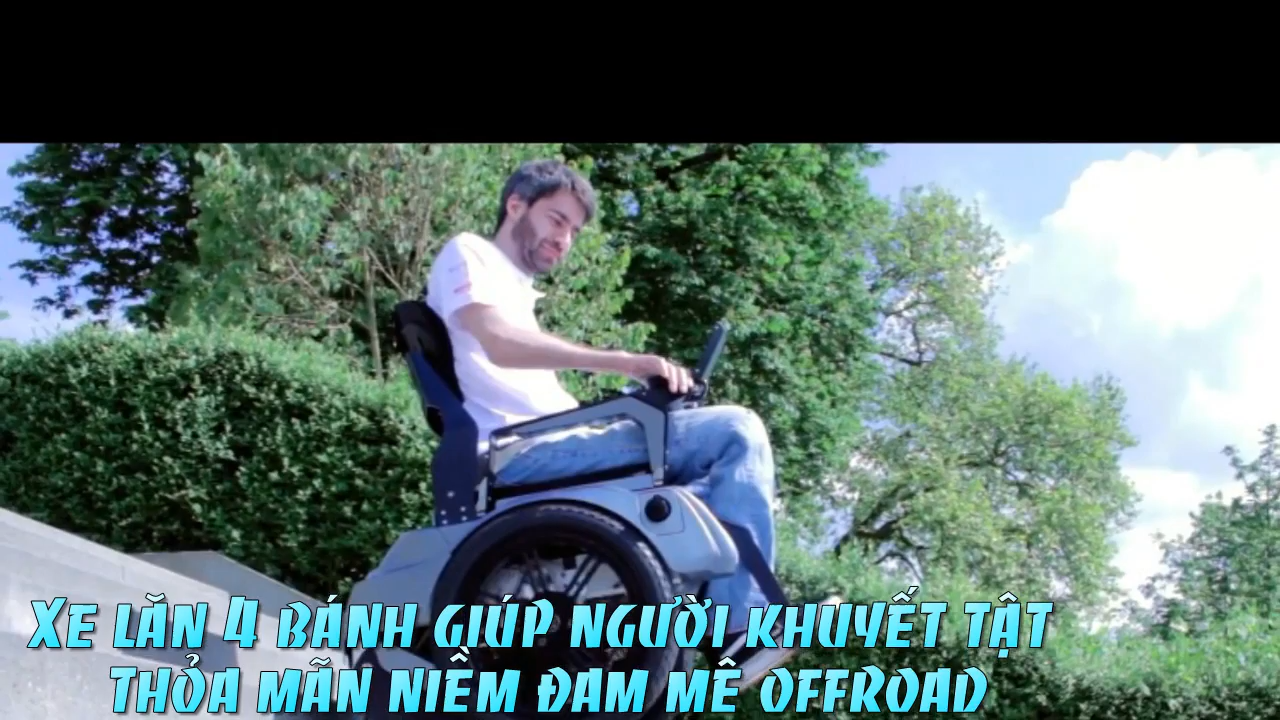 Xe lăn 4 bánh giúp người khuyết tật
Thỏa mãn niềm đam mê offroad